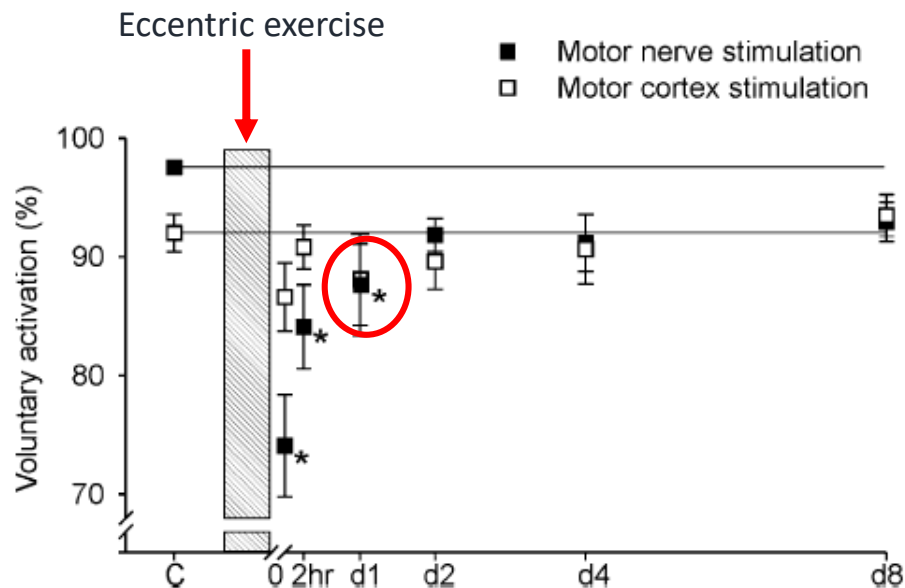 Eccentric exercise
Motor nerve stimulation
Motor cortex stimulation
Voluntary activation (%)
100
90
80
70
*
*
*
C 0 2hr d1 d2 d4 d8